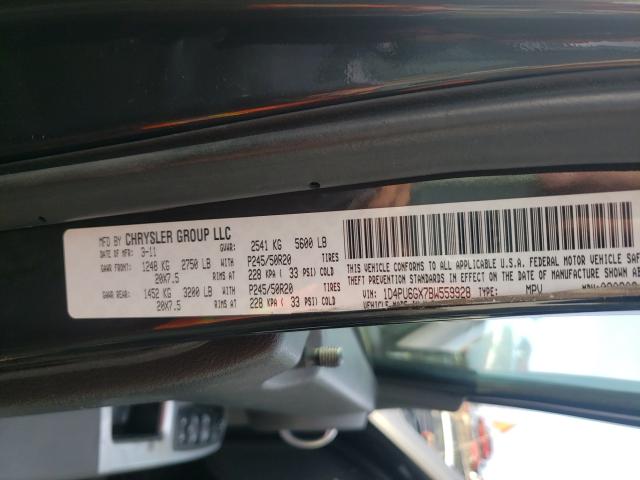 MFD BY CHRYSLER GROUP LLC
DATE OF MFR: 3-11 GVWR: 2541 KG 5600 LB
GAWR FRONT: 1248 KG 2750 LB WITH P245/50R20 TIRES
20X7.5 RIMS AT 228 KPA ( 33 PSI) COLD
GAWR REAR: 1452 KG 3200 LB WITH P245/50R20 TIRES
20X7.5 RIMS AT 228 KPA ( 33 PSI) COLD
THIS VEHICLE CONFORMS TO ALL APPLICABLE U.S.A. FEDERAL MOTOR VEHICLE SAF
THEFT PREVENTION STANDARDS IN EFFECT ON THE DATE OF MANUFACTURE SHOW
VIN: 1D4PU6GX7BW559928 TYPE: MPV
VEHICLE MADE IN